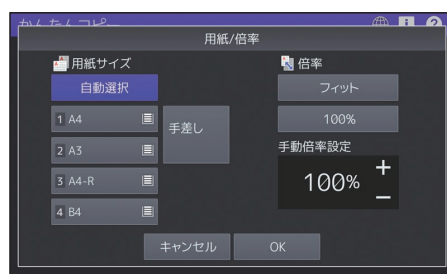 かんたんコピー
用紙/倍率
用紙サイズ
自動選択
1 A4
2 A3
3 A4-R
4 B4
手差し
倍率
フィット
100%
手動倍率設定
100%
+
-
キャンセル
OK